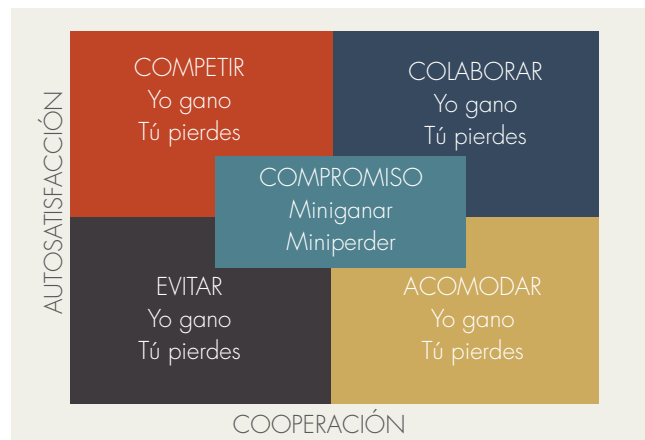 COMPETIR
Yo gano
Tú pierdes
COLABORAR
Yo gano
Tú pierdes
COMPROMISO
Miniganar
Miniperder
EVITAR
Yo gano
Tú pierdes
ACOMODAR
Yo gano
Tú pierdes
AUTOSATISFACCIÓN
COOPERACIÓN